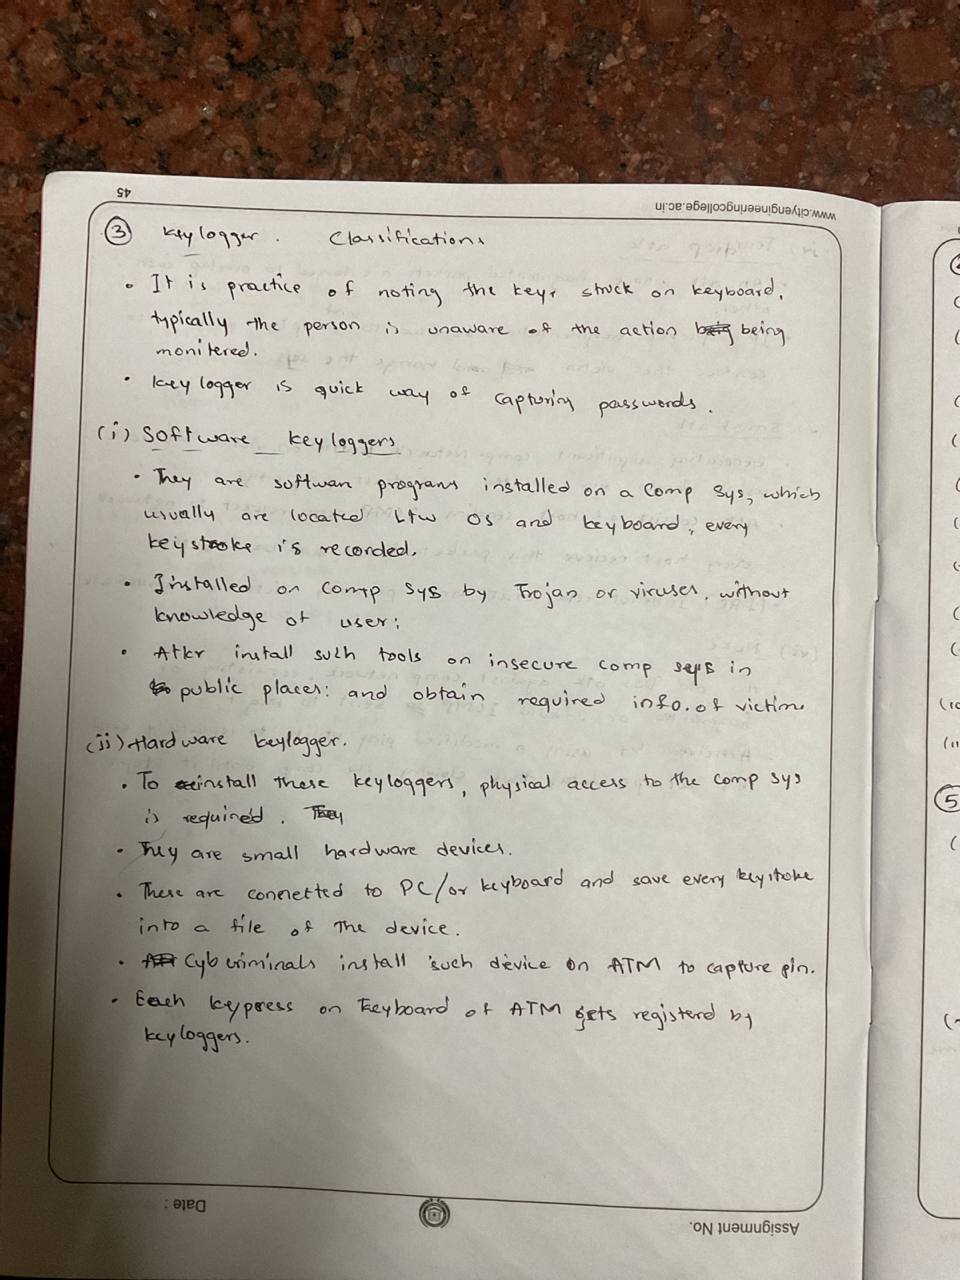 45
www.cityengineeringcollege.ac.in
③ Keylogger. Classifications
• It is practice of noting the keys struck on keyboard,
typically the person is unaware of the action being
monitered.
• key logger is quick way of capturing passwords.
(i) Software keyloggers
• They are software programs installed on a comp sys, which
usually are located btw OS and keyboard, every
keystroke is recorded.
• Installed on comp sys by Trojan or viruses, without
knowledge of user;
• Atkr install such tools on insecure comp sys in
public places: and obtain required info. of victim
(ii) Hardware keylogger.
• To install these keyloggers, physical access to the comp sys
is required. They
• They are small hardware devices.
• These are connetted to PC/or keyboard and save every keystoke
into a file of the device.
• Cyb criminals install such device on ATM to capture pin.
• Each keypress on keyboard of ATM gets registerd by
keyloggers.
Date :
Assignment No.
5